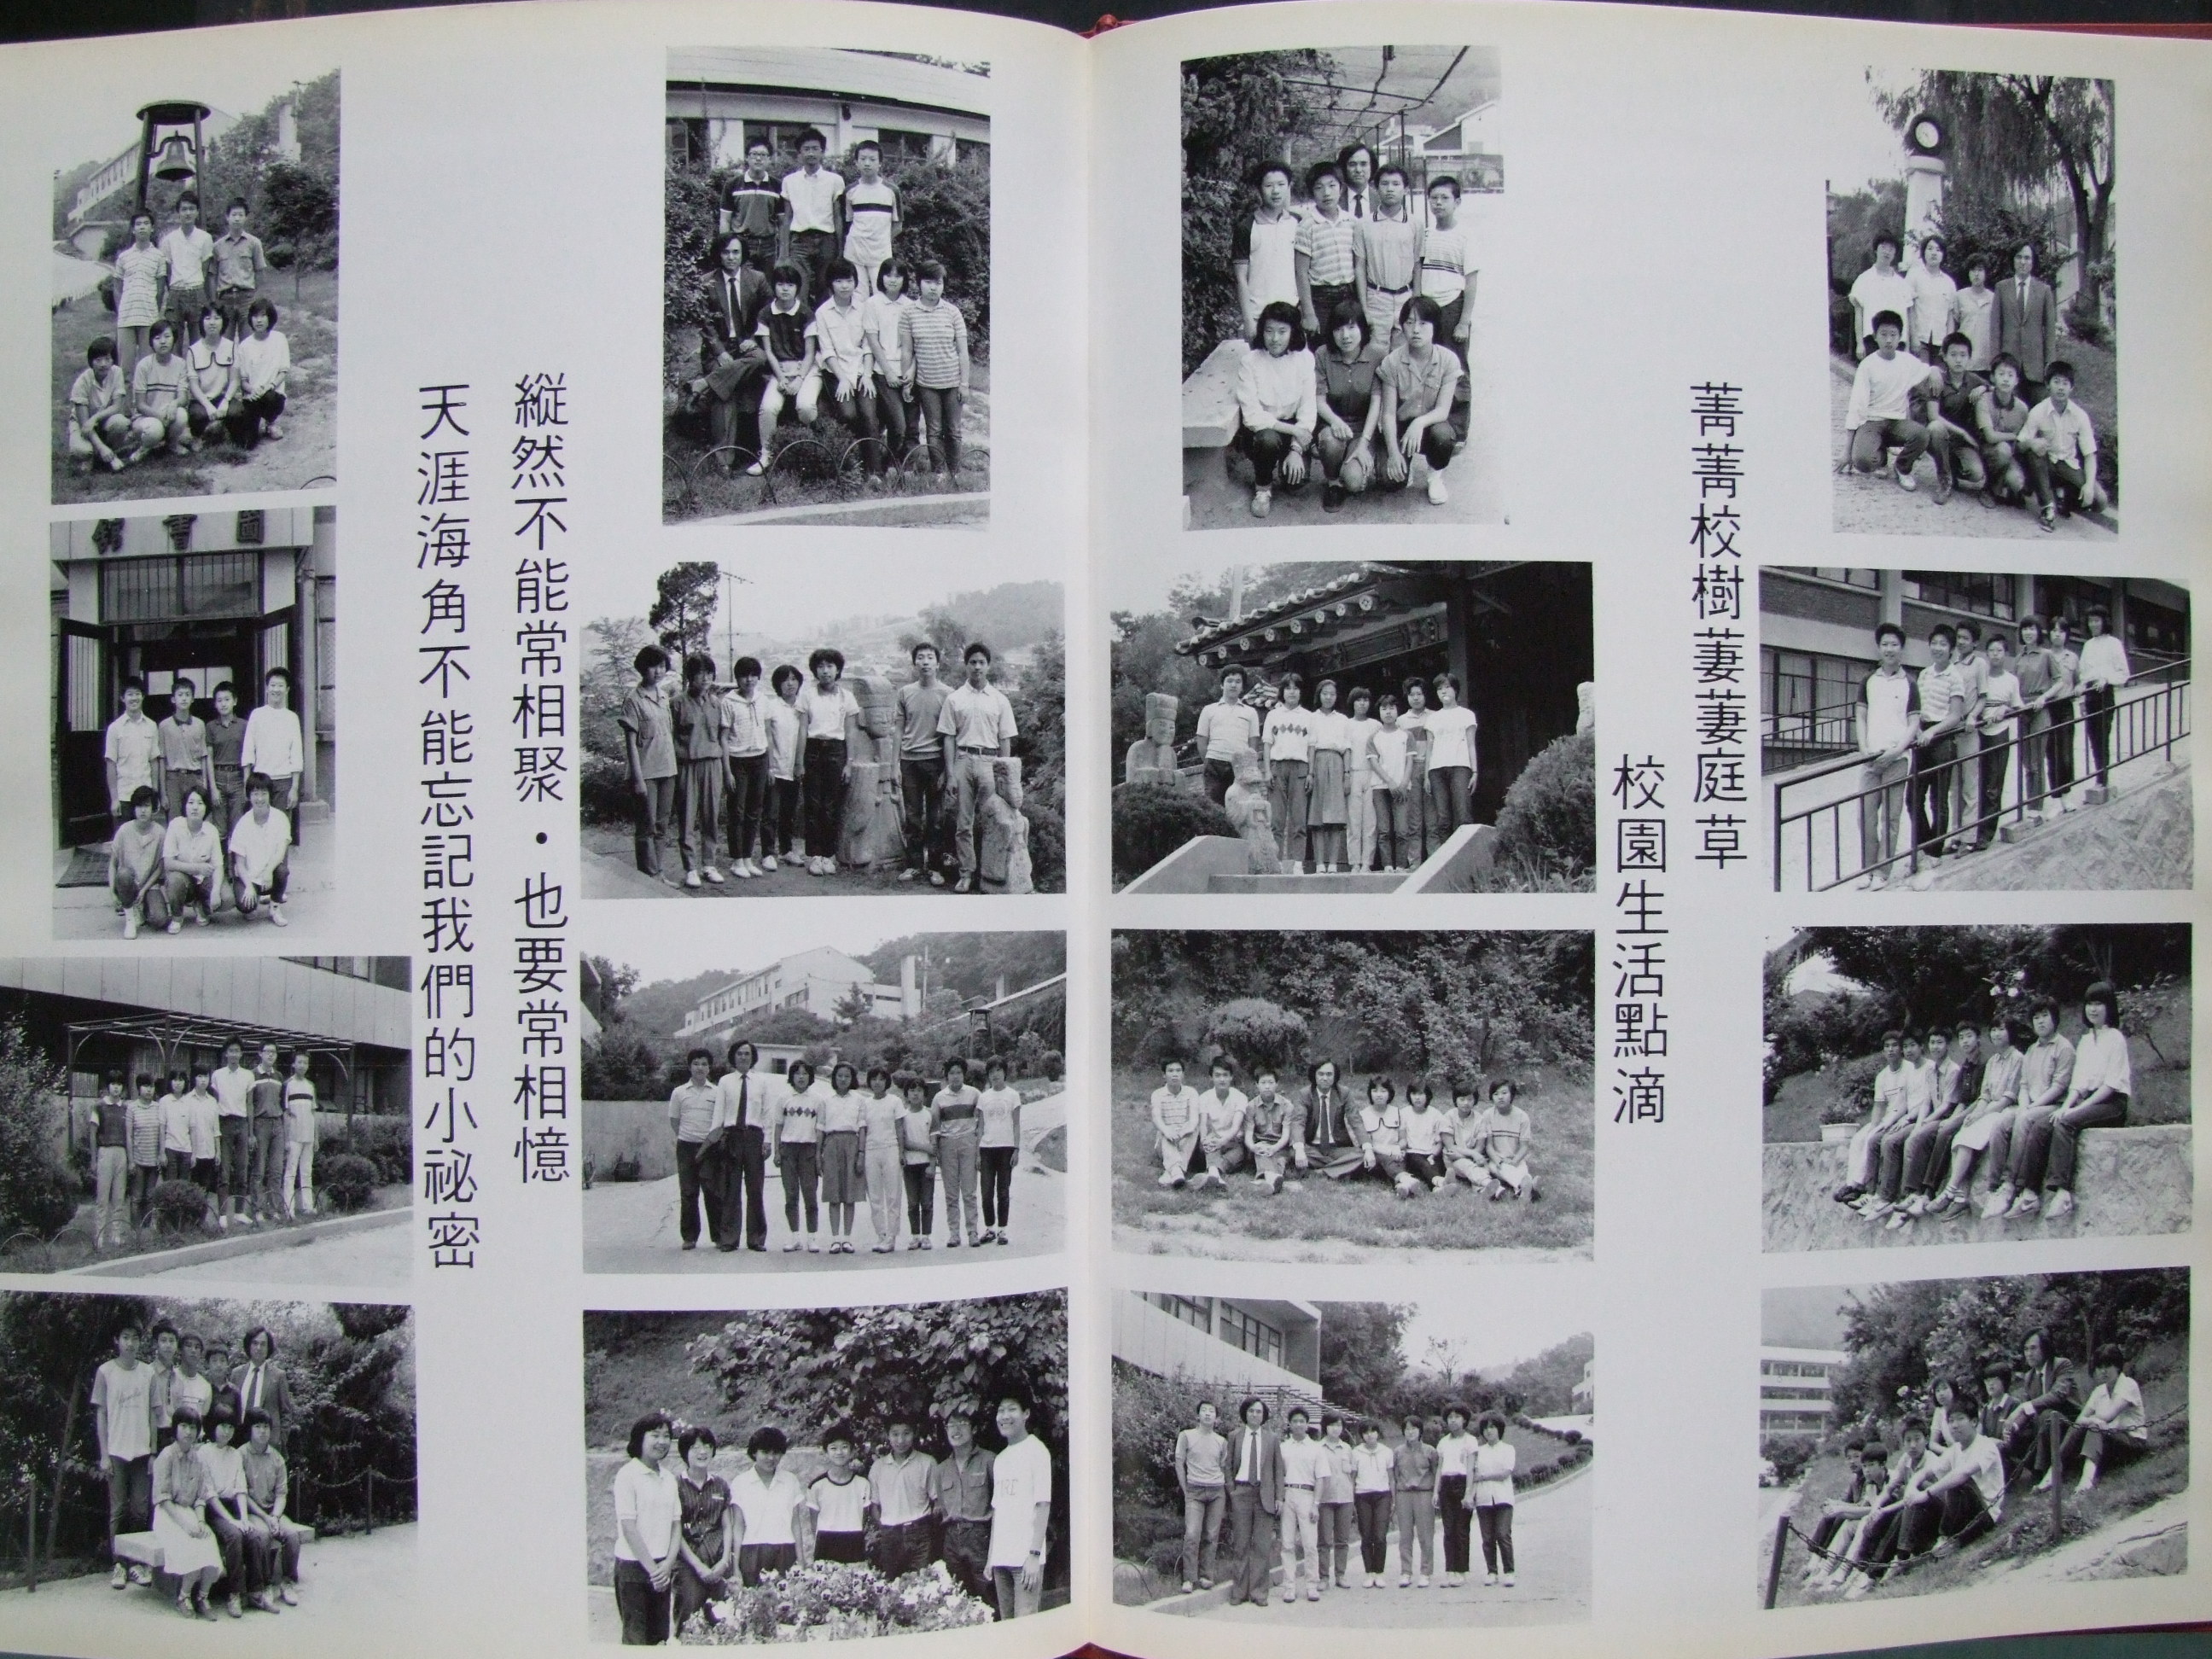 菁菁校樹萋萋庭草
校園生活點滴
縱然不能常相聚・也要常相憶
天涯海角不能忘記我們的小祕密
圖書館